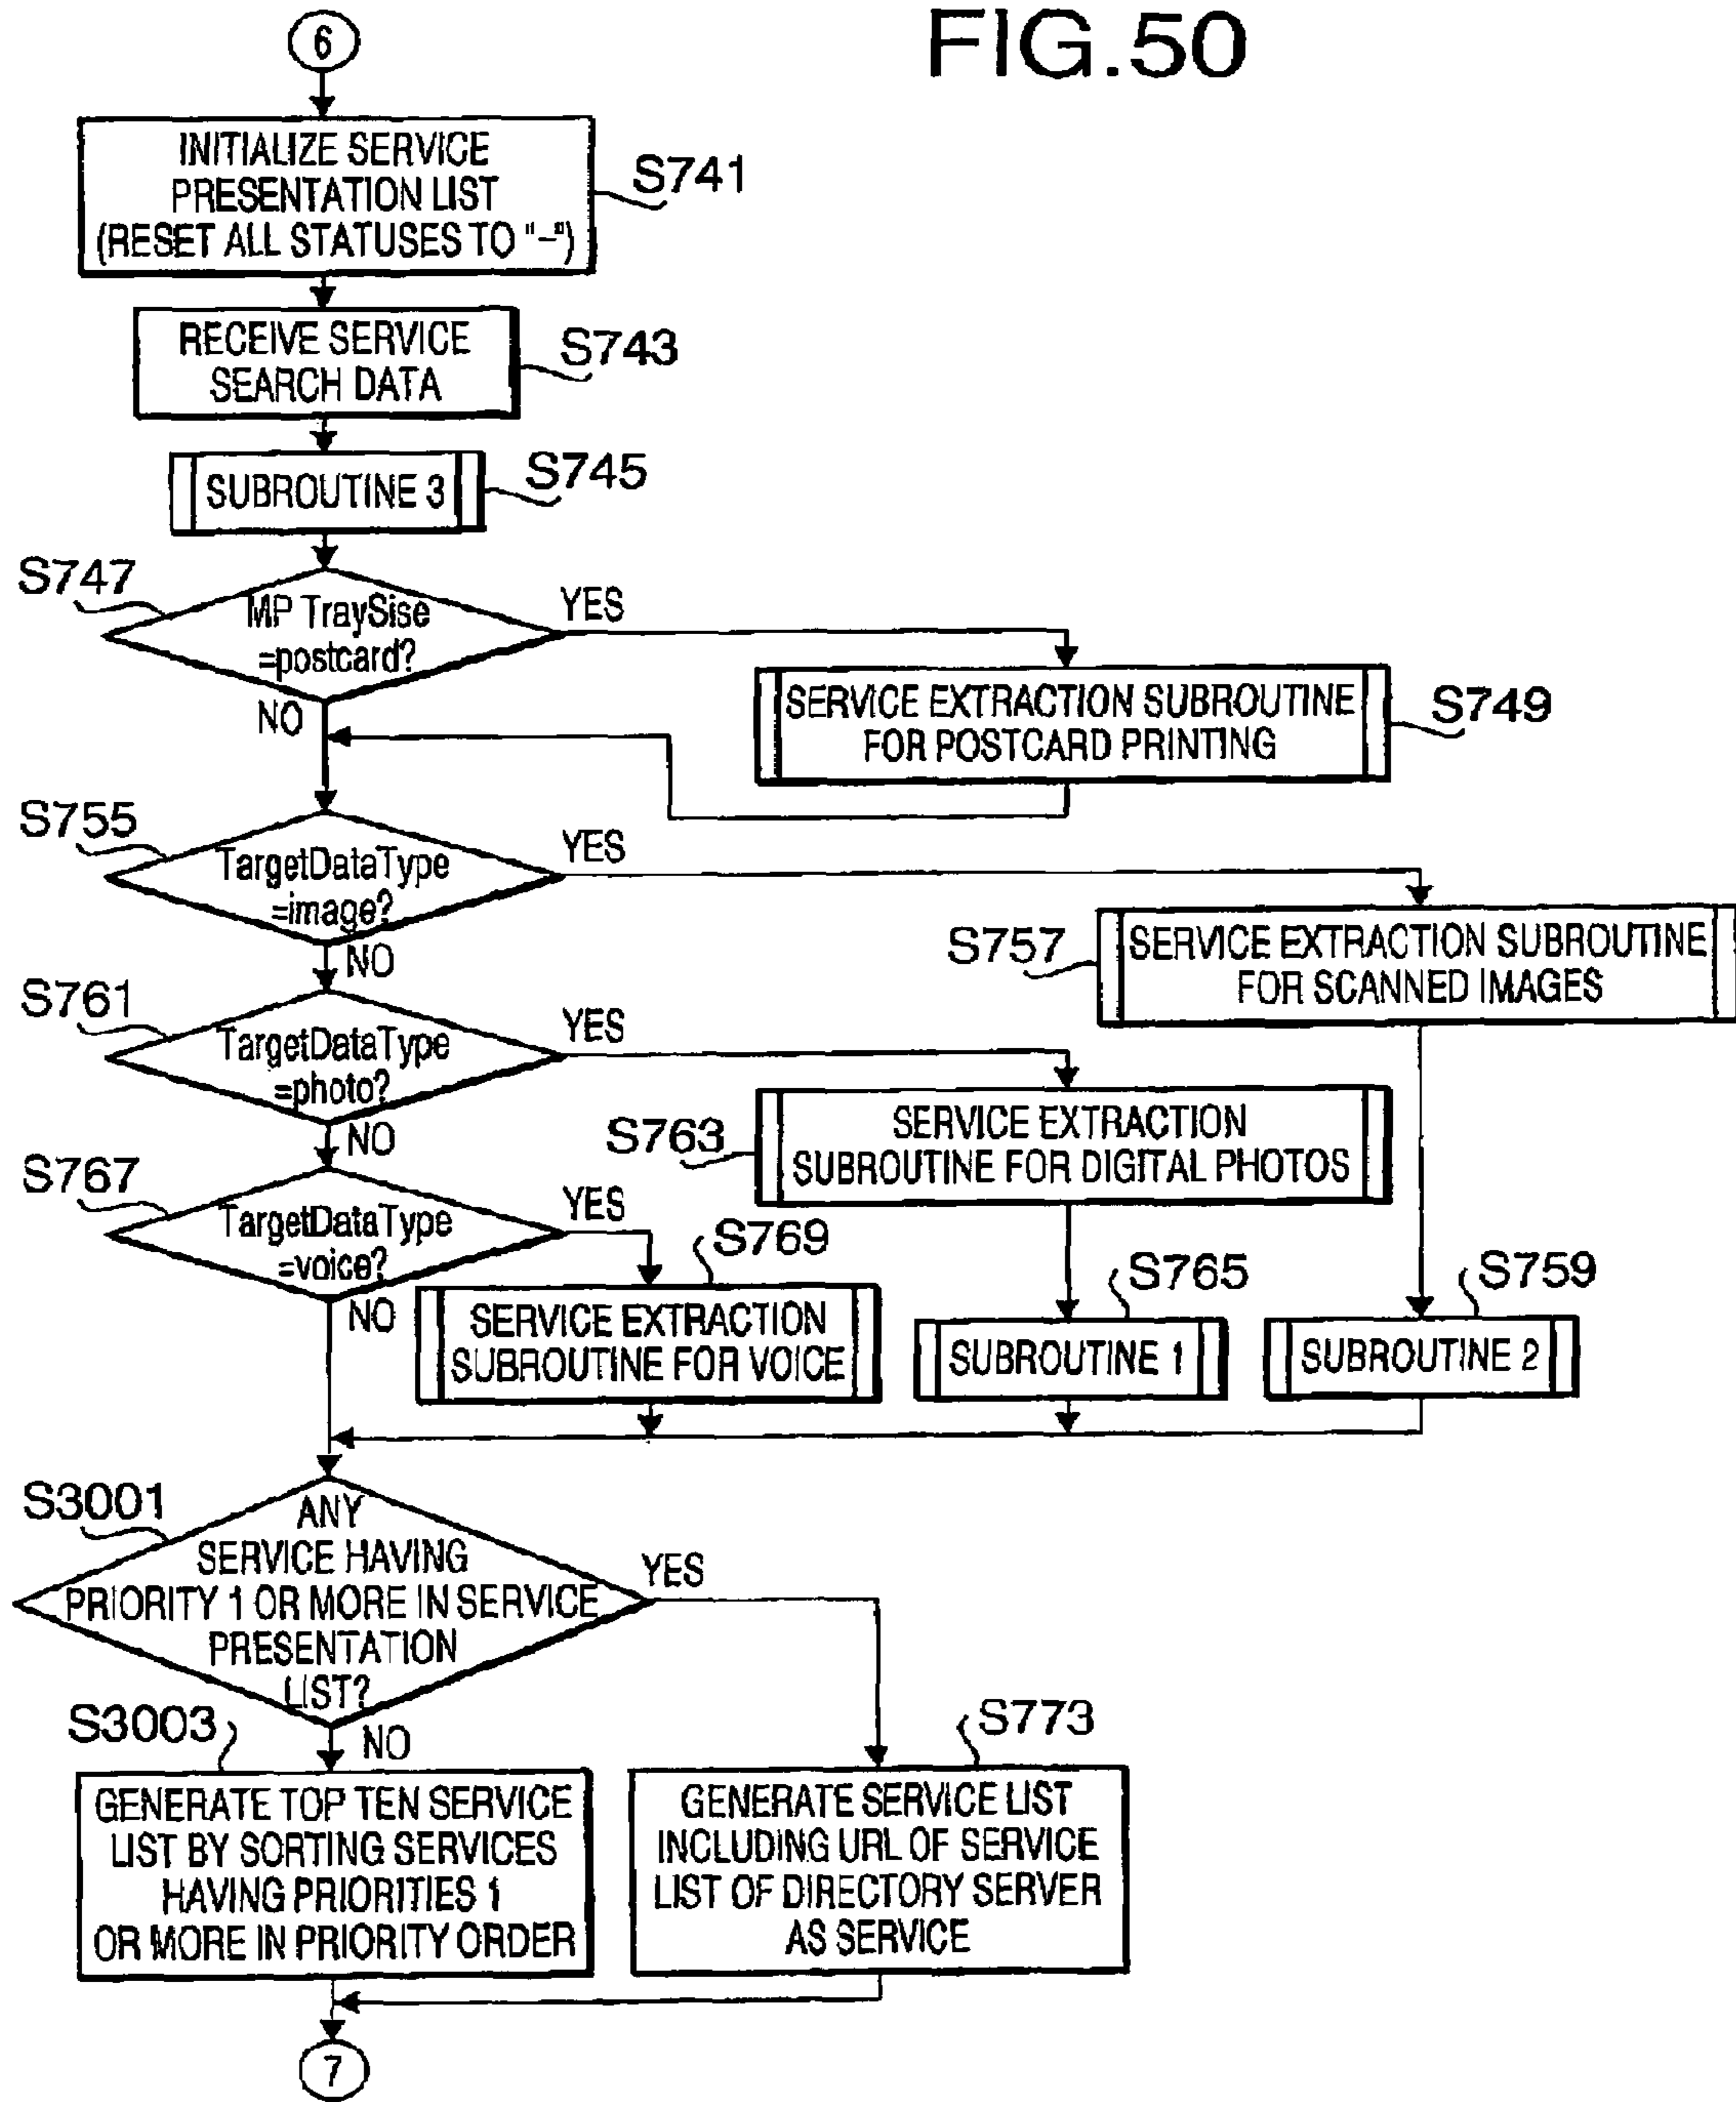 FIG.50
6
INITIALIZE SERVICE
PRESENTATION LIST
(RESET ALL STATUSES TO "-")
S741
RECEIVE SERVICE
SEARCH DATA
S743
SUBROUTINE 3
S745
S747
MP TraySise
=postcard?
YES
NO
SERVICE EXTRACTION SUBROUTINE
FOR POSTCARD PRINTING
S749
S755
TargetDataType
=image?
YES
NO
S757
SERVICE EXTRACTION SUBROUTINE
FOR SCANNED IMAGES
S761
TargetDataType
=photo?
YES
NO
S763
SERVICE EXTRACTION
SUBROUTINE FOR DIGITAL PHOTOS
S767
TargetDataType
=voice?
YES
NO
S769
SERVICE EXTRACTION
SUBROUTINE FOR VOICE
S765
SUBROUTINE 1
S759
SUBROUTINE 2
S3001
ANY
SERVICE HAVING
PRIORITY 1 OR MORE IN SERVICE
PRESENTATION
LIST?
YES
NO
S3003
GENERATE TOP TEN SERVICE
LIST BY SORTING SERVICES
HAVING PRIORITIES 1
OR MORE IN PRIORITY ORDER
S773
GENERATE SERVICE LIST
INCLUDING URL OF SERVICE
LIST OF DIRECTORY SERVER
AS SERVICE
7